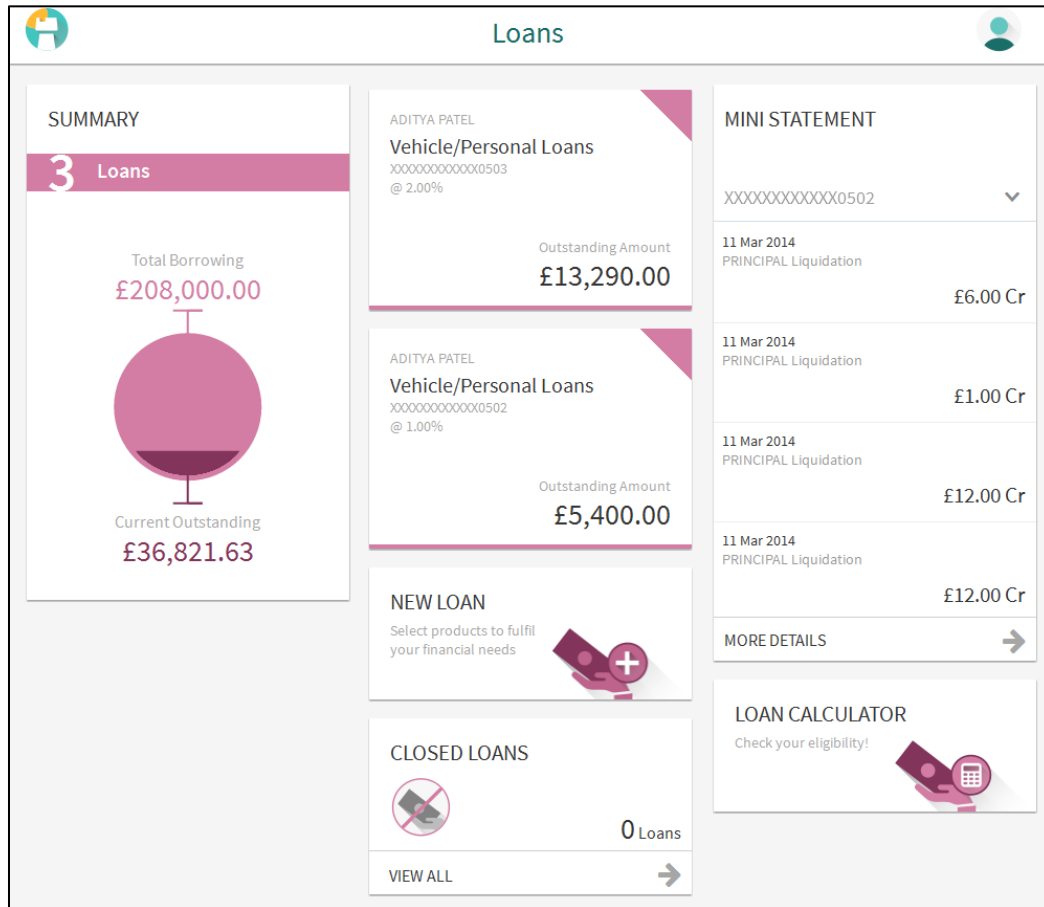 Loans
SUMMARY
3 Loans
Total Borrowing
£208,000.00
Current Outstanding
£36,821.63
ADITYA PATEL
Vehicle/Personal Loans
XXXXXXXXXXXX0503
@ 2.00%
Outstanding Amount
£13,290.00
ADITYA PATEL
Vehicle/Personal Loans
XXXXXXXXXXXX0502
@ 1.00%
Outstanding Amount
£5,400.00
NEW LOAN
Select products to fulfil
your financial needs
CLOSED LOANS
0 Loans
VIEW ALL
MINI STATEMENT
XXXXXXXXXXXX0502
11 Mar 2014
PRINCIPAL Liquidation
£6.00 Cr
11 Mar 2014
PRINCIPAL Liquidation
£1.00 Cr
11 Mar 2014
PRINCIPAL Liquidation
£12.00 Cr
11 Mar 2014
PRINCIPAL Liquidation
£12.00 Cr
MORE DETAILS
LOAN CALCULATOR
Check your eligibility!